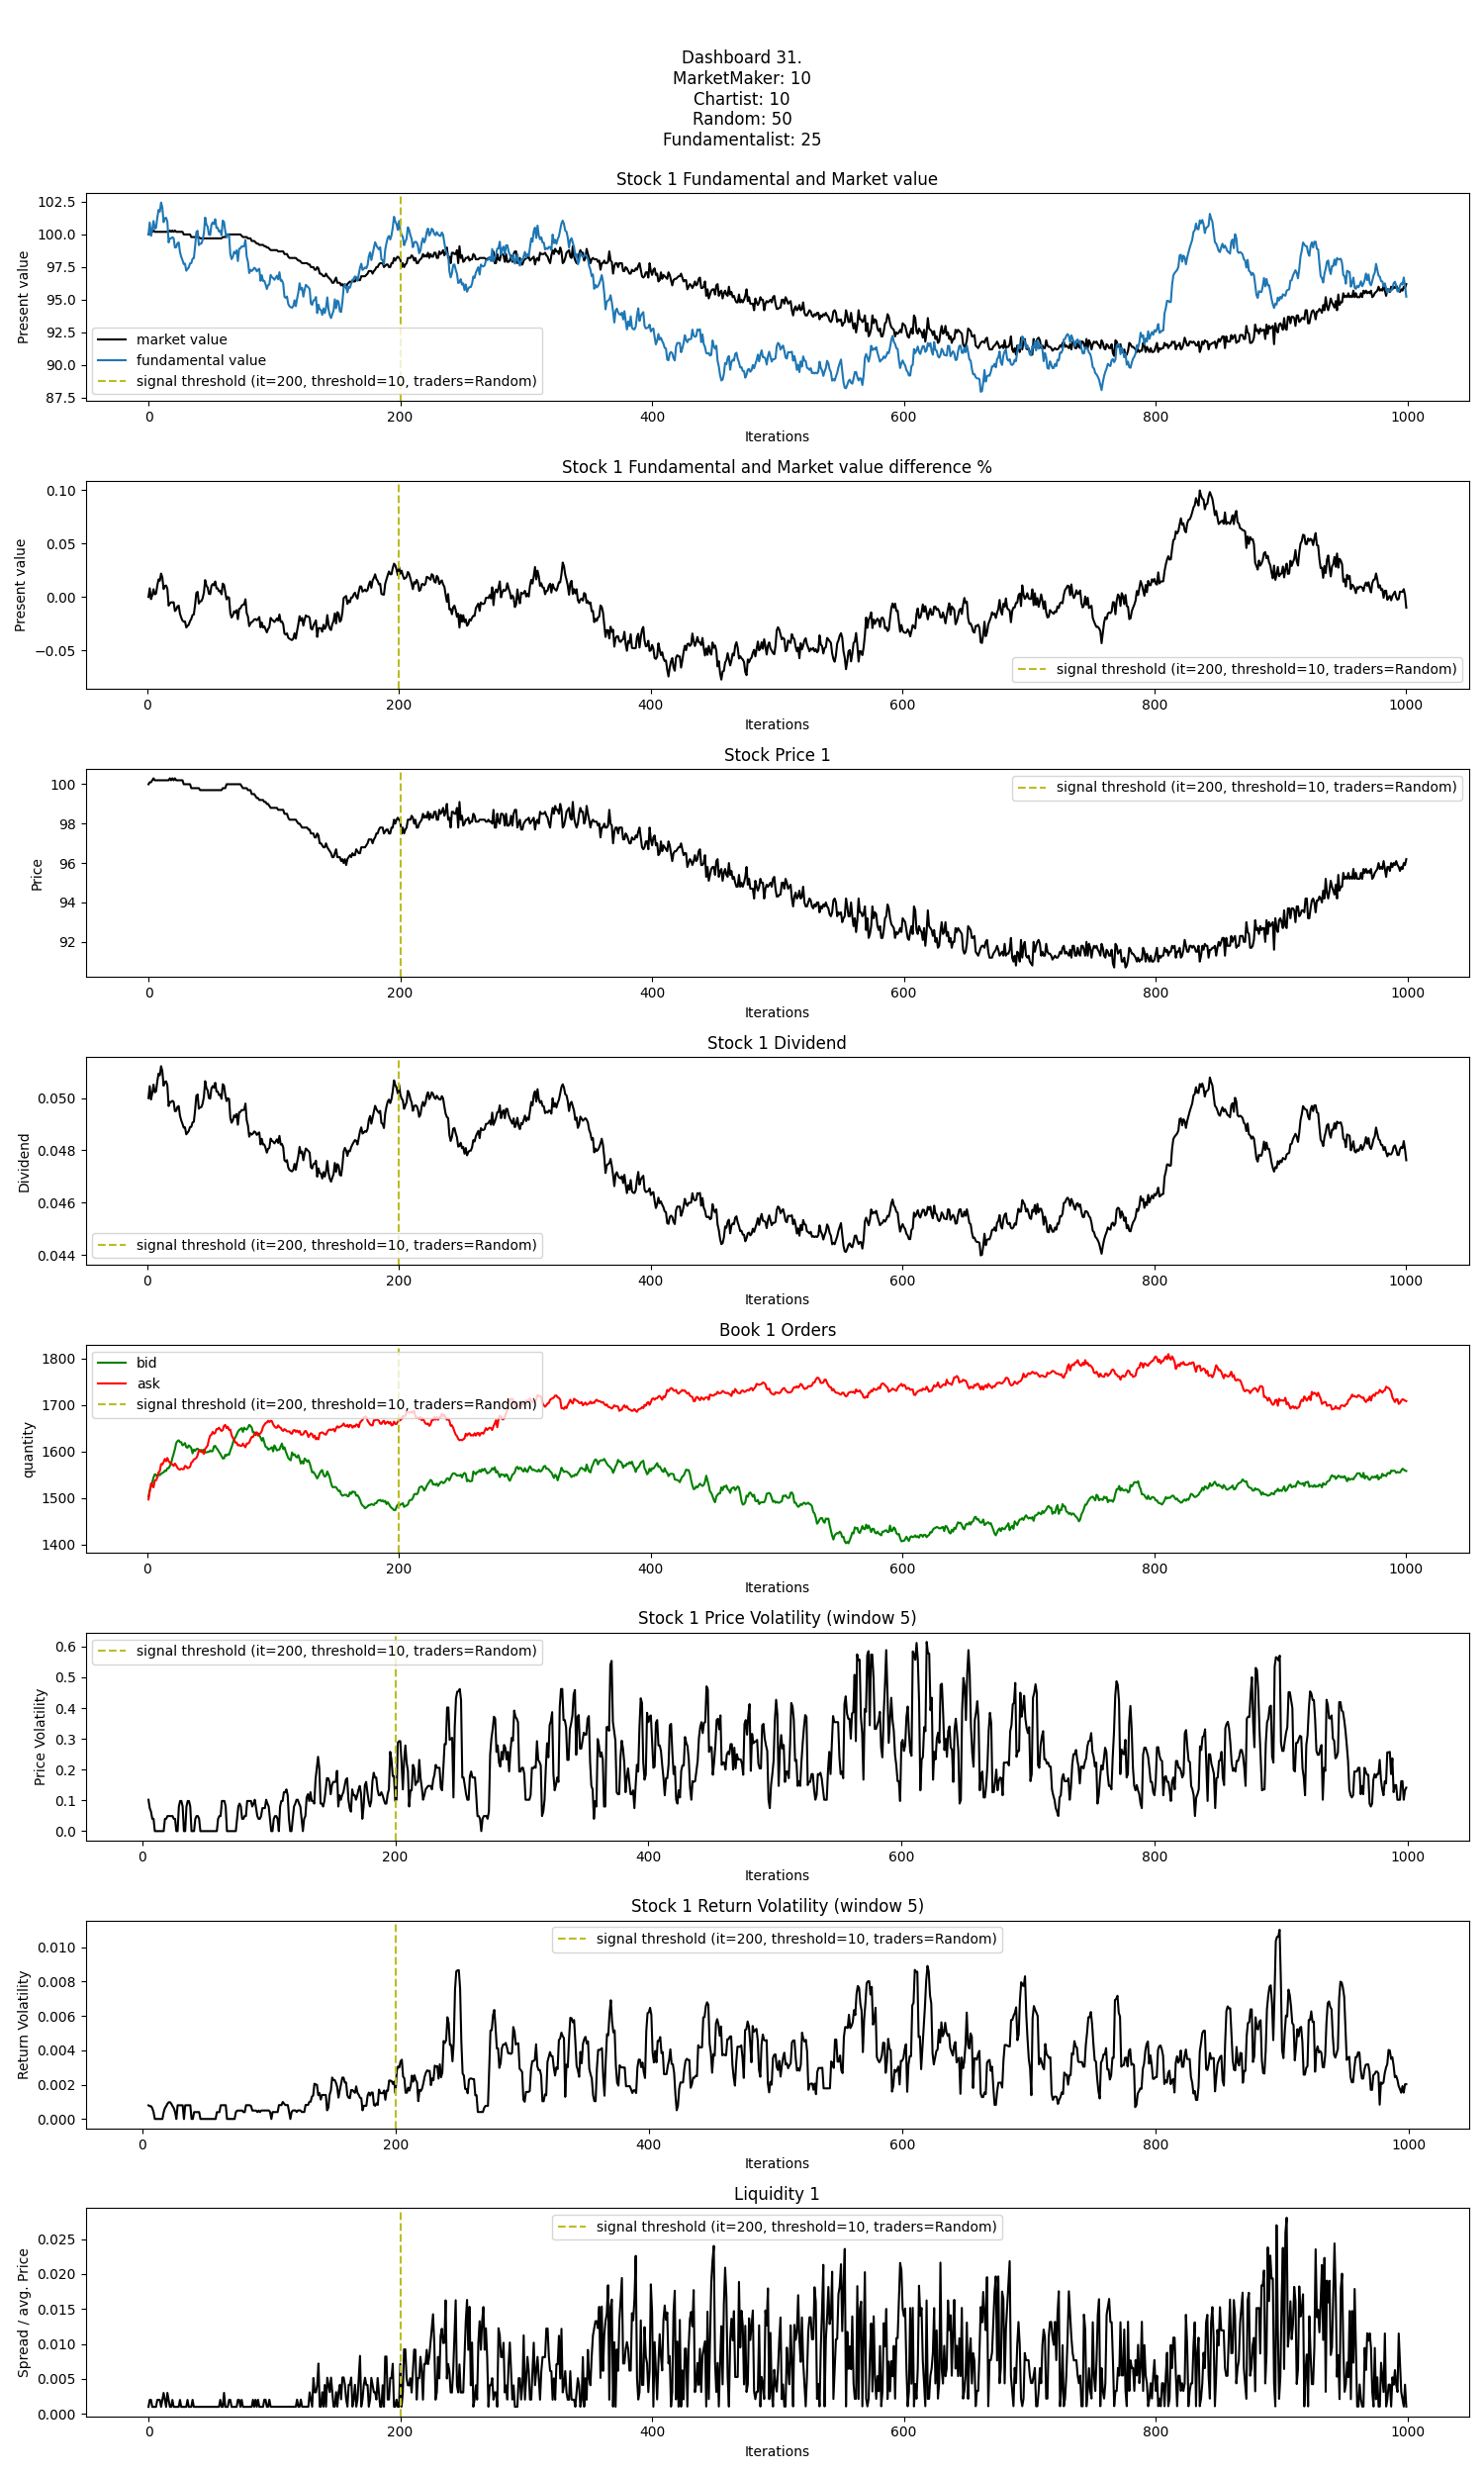 Dashboard 31.
MarketMaker: 10
Chartist: 10
Random: 50
Fundamentalist: 25
Stock 1 Fundamental and Market value
Present value
102.5
100.0
97.5
95.0
92.5
90.0
87.5
market value
fundamental value
signal threshold (it=200, threshold=10, traders=Random)
0 200 400 600 800 1000
Iterations
Stock 1 Fundamental and Market value difference %
Present value
0.10
0.05
0.00
−0.05
signal threshold (it=200, threshold=10, traders=Random)
0 200 400 600 800 1000
Iterations
Stock Price 1
Price
100
98
96
94
92
signal threshold (it=200, threshold=10, traders=Random)
0 200 400 600 800 1000
Iterations
Stock 1 Dividend
Dividend
0.050
0.048
0.046
0.044
signal threshold (it=200, threshold=10, traders=Random)
0 200 400 600 800 1000
Iterations
Book 1 Orders
quantity
1800
1700
1600
1500
1400
bid
ask
signal threshold (it=200, threshold=10, traders=Random)
0 200 400 600 800 1000
Iterations
Stock 1 Price Volatility (window 5)
Price Volatility
0.6
0.5
0.4
0.3
0.2
0.1
0.0
signal threshold (it=200, threshold=10, traders=Random)
0 200 400 600 800 1000
Iterations
Stock 1 Return Volatility (window 5)
Return Volatility
0.010
0.008
0.006
0.004
0.002
0.000
signal threshold (it=200, threshold=10, traders=Random)
0 200 400 600 800 1000
Iterations
Liquidity 1
Spread / avg. Price
0.025
0.020
0.015
0.010
0.005
0.000
signal threshold (it=200, threshold=10, traders=Random)
0 200 400 600 800 1000
Iterations